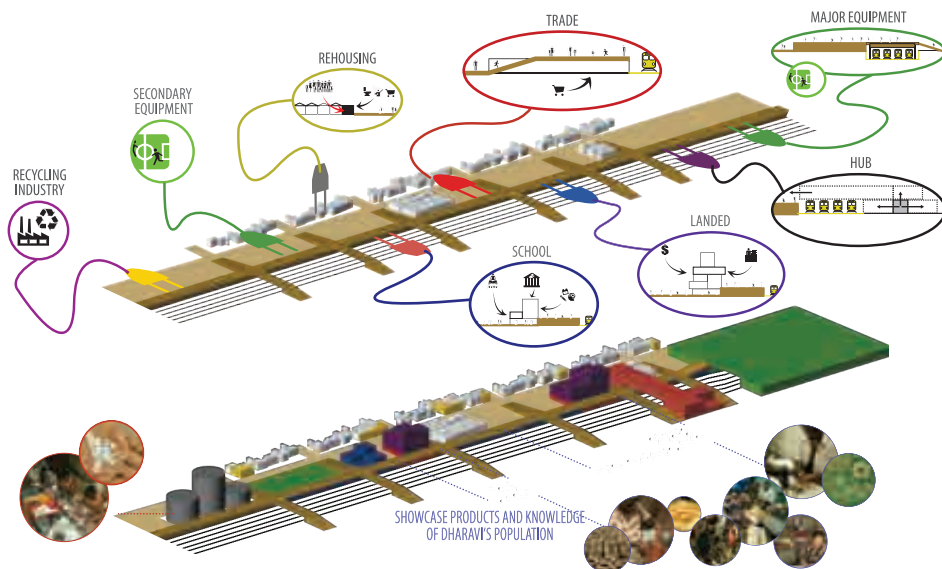 TRADE
MAJOR EQUIPMENT
REHOUSING
SECONDARY
EQUIPMENT
RECYCLING
INDUSTRY
HUB
SCHOOL
LANDED
$
SHOWCASE PRODUCTS AND KNOWLEDGE
OF DHARAVI'S POPULATION